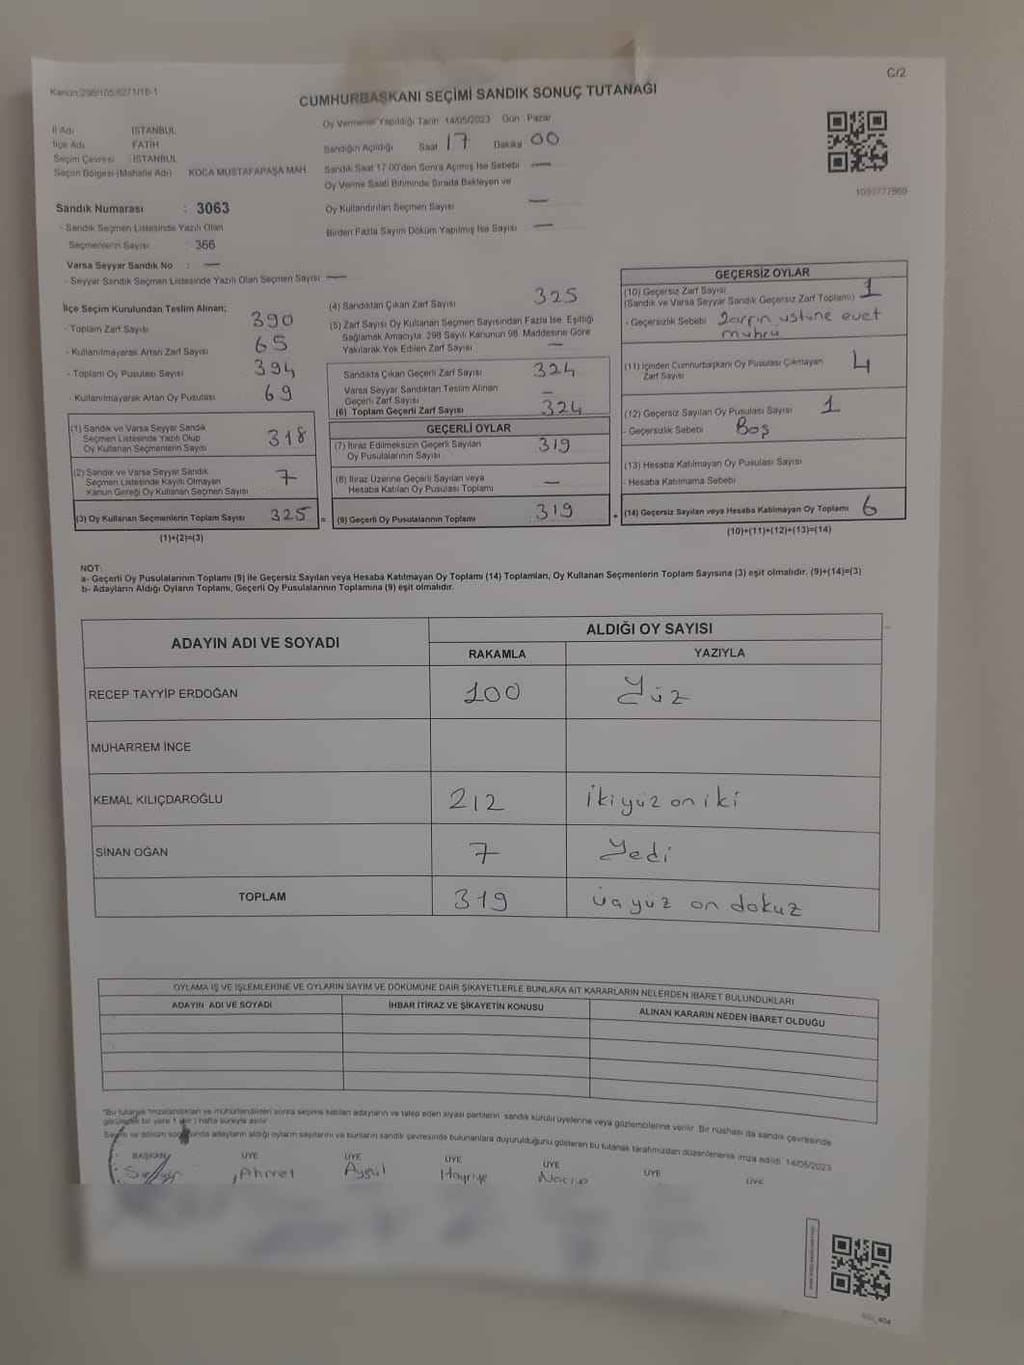 Kanun:298/105;6271/18-1
C/2
CUMHURBAŞKANI SEÇİMİ SANDIK SONUÇ TUTANAĞI
İl Adı : İSTANBUL
İlçe Adı : FATİH
Seçim Çevresi : İSTANBUL
Seçim Bölgesi (Mahalle Adı) KOCA MUSTAFAPAŞA MAH.
Sandık Numarası : 3063
- Sandık Seçmen Listesinde Yazılı Olan
Seçmenlerin Sayısı : 366
Varsa Seyyar Sandık No : —
- Seyyar Sandık Seçmen Listesinde Yazılı Olan Seçmen Sayısı : —
Oy Vermenin Yapıldığı Tarih 14/05/2023 Gün : Pazar
Sandığın Açıldığı Saat 17 Dakika 00
Sandık Saat 17:00'den Sonra Açılmış İse Sebebi —
Oy Verme Saati Bitiminde Sırada Bekleyen ve
Oy Kullandırılan Seçmen Sayısı —
Birden Fazla Sayım Döküm Yapılmış İse Sayısı —
İlçe Seçim Kurulundan Teslim Alınan;
- Toplam Zarf Sayısı 390
- Kullanılmayarak Artan Zarf Sayısı 65
- Toplam Oy Pusulası Sayısı 394
- Kullanılmayarak Artan Oy Pusulası 69
(1) Sandık ve Varsa Seyyar Sandık
Seçmen Listesinde Yazılı Olup
Oy Kullanan Seçmenlerin Sayısı 318
(2) Sandık ve Varsa Seyyar Sandık
Seçmen Listesinde Kayıtlı Olmayan
Kanun Gereği Oy Kullanan Seçmen Sayısı 7
(3) Oy Kullanan Seçmenlerin Toplam Sayısı 325 =
(1)+(2)=(3)
(4) Sandıktan Çıkan Zarf Sayısı 325
(5) Zarf Sayısı Oy Kullanan Seçmen Sayısından Fazla İse, Eşitliği
Sağlamak Amacıyla, 298 Sayılı Kanunun 98. Maddesine Göre
Yakılarak Yok Edilen Zarf Sayısı —
Sandıkta Çıkan Geçerli Zarf Sayısı 324
Varsa Seyyar Sandıktan Teslim Alınan
Geçerli Zarf Sayısı —
(6) Toplam Geçerli Zarf Sayısı 324
GEÇERLİ OYLAR
(7) İtiraz Edilmeksizin Geçerli Sayılan
Oy Pusulalarının Sayısı 319
(8) İtiraz Üzerine Geçerli Sayılan veya
Hesaba Katılan Oy Pusulası Toplamı —
(9) Geçerli Oy Pusulalarının Toplamı 319 +
GEÇERSİZ OYLAR
(10) Geçersiz Zarf Sayısı
(Sandık ve Varsa Seyyar Sandık Geçersiz Zarf Toplamı) 1
- Geçersizlik Sebebi : Zarfın üstüne evet
mührü
(11) İçinden Cumhurbaşkanı Oy Pusulası Çıkmayan
Zarf Sayısı 4
(12) Geçersiz Sayılan Oy Pusulası Sayısı 1
- Geçersizlik Sebebi Boş
(13) Hesaba Katılmayan Oy Pusulası Sayısı
- Hesaba Katılmama Sebebi
(14) Geçersiz Sayılan veya Hesaba Katılmayan Oy Toplamı 6
(10)+(11)+(12)+(13)=(14)
NOT:
a- Geçerli Oy Pusulalarının Toplamı (9) ile Geçersiz Sayılan veya Hesaba Katılmayan Oy Toplamı (14) Toplamları, Oy Kullanan Seçmenlerin Toplam Sayısına (3) eşit olmalıdır. (9)+(14)=(3)
b- Adayların Aldığı Oyların Toplamı, Geçerli Oy Pusulalarının Toplamına (9) eşit olmalıdır.
ADAYIN ADI VE SOYADI
ALDIĞI OY SAYISI
RAKAMLA YAZIYLA
RECEP TAYYİP ERDOĞAN 100 Yüz
MUHARREM İNCE
KEMAL KILIÇDAROĞLU 212 İkiyüz oniki
SİNAN OĞAN 7 Yedi
TOPLAM 319 üçyüz on dokuz
OYLAMA İŞ VE İŞLEMLERİNE VE OYLARIN SAYIM VE DÖKÜMÜNE DAİR ŞİKAYETLERLE BUNLARA AİT KARARLARIN NELERDEN İBARET BULUNDUKLARI
ADAYIN ADI VE SOYADI İHBAR İTİRAZ VE ŞİKAYETİN KONUSU ALINAN KARARIN NEDEN İBARET OLDUĞU
*Bu tutanak imzalandıktan ve mühürlendikten sonra seçime katılan adayların ve talep eden siyasi partilerin sandık kurulu üyelerine veya gözlemcilerine verilir. Bir nüshası da sandık çevresinde
görünebilir bir yere 1 hafta süreyle asılır.
Seçim ve döküm sonucunda adayların aldığı oyların sayılarını ve bunların sandık çevresinde bulunanlara duyurulduğunu gösteren bu tutanak tarafımızdan düzenlenerek imza edildi. 14/05/2023
BAŞKAN ÜYE ÜYE ÜYE ÜYE ÜYE ÜYE
Ahmet Aygül Hayriye